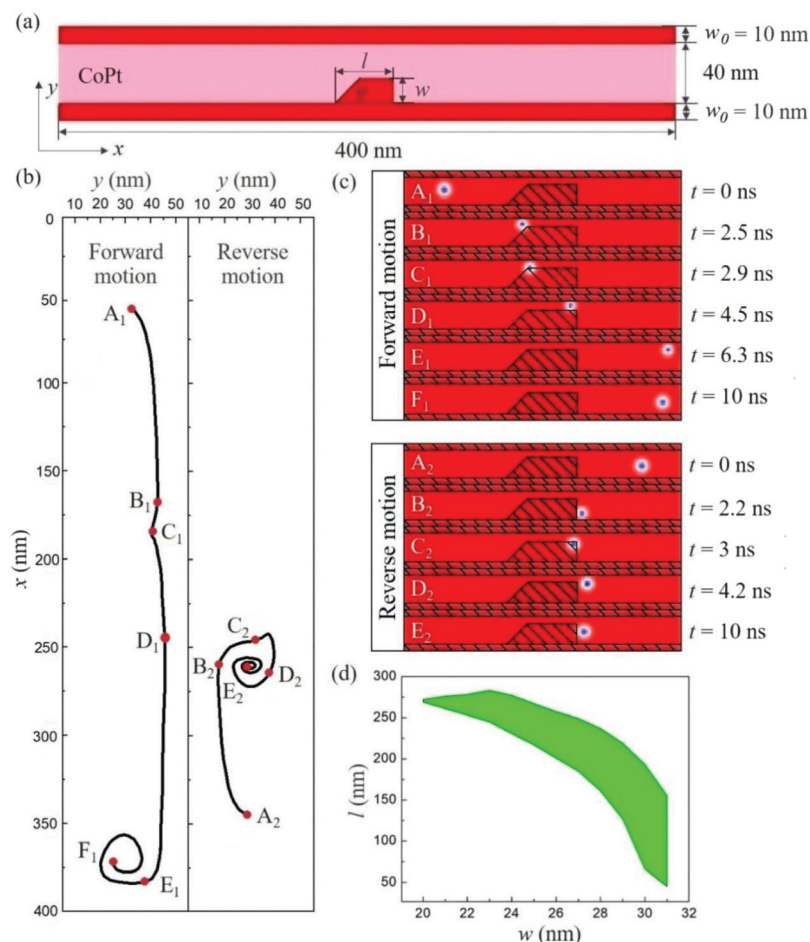 (a)
l
w₀ = 10 nm
CoPt
w
40 nm
y
w₀ = 10 nm
x
400 nm
(b)
y (nm)
y (nm)
10 20 30 40 50
10 20 30 40 50
0
50
100
150
200
250
300
350
400
x (nm)
Forward
motion
Reverse
motion
A₁
B₁
C₁
D₁
E₁
F₁
C₂
B₂
E₂
D₂
A₂
(c)
Forward motion
A₁
t = 0 ns
B₁
t = 2.5 ns
C₁
t = 2.9 ns
D₁
t = 4.5 ns
E₁
t = 6.3 ns
F₁
t = 10 ns
Reverse motion
A₂
t = 0 ns
B₂
t = 2.2 ns
C₂
t = 3 ns
D₂
t = 4.2 ns
E₂
t = 10 ns
(d)
300
250
200
150
100
50
l (nm)
20 22 24 26 28 30 32
w (nm)